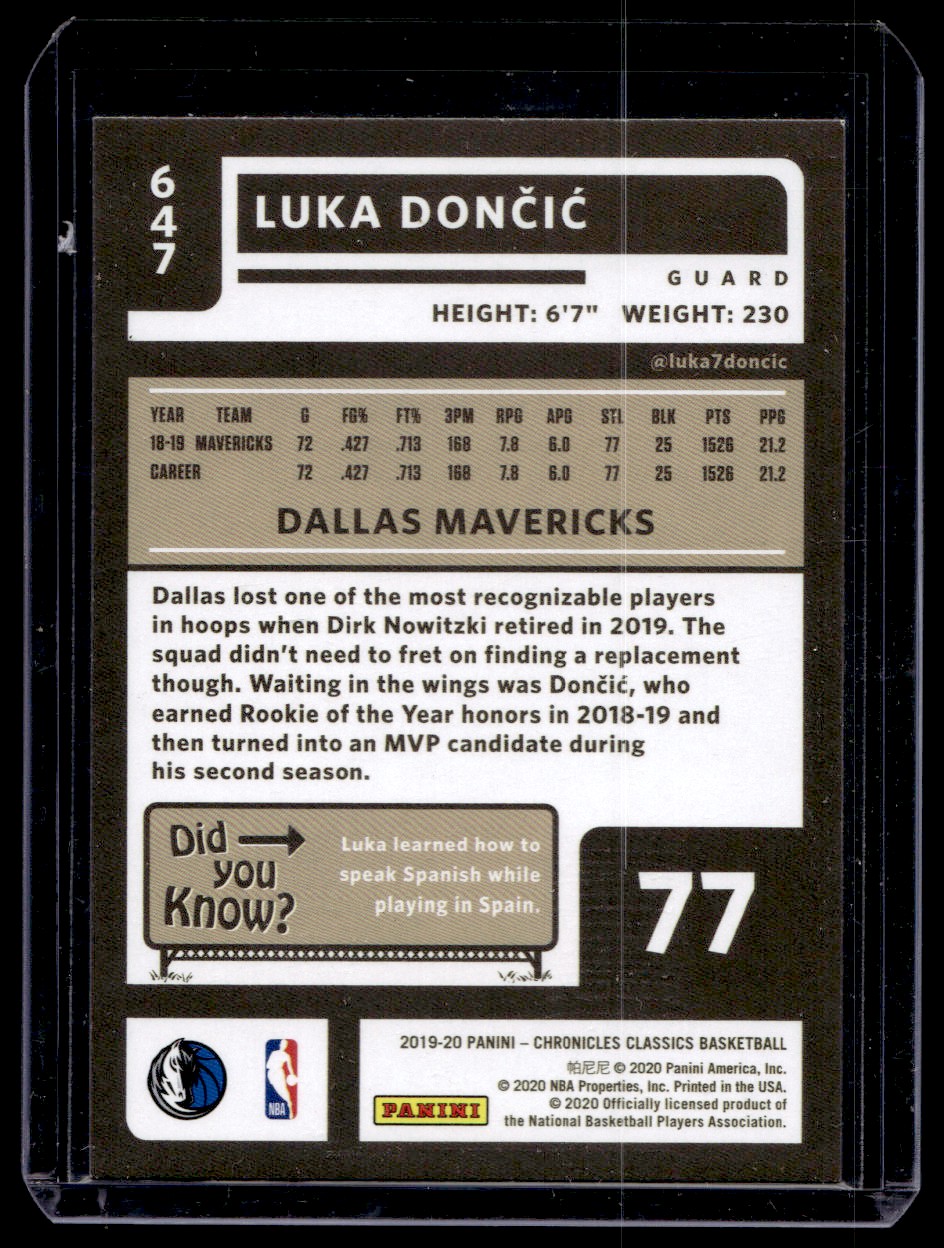 6
4
7
LUKA DONČIĆ
GUARD
HEIGHT: 6'7" WEIGHT: 230
@luka7doncic
YEAR TEAM G FG% FT% 3PM RPG APG STL BLK PTS PPG
18-19 MAVERICKS 72 .427 .713 168 7.8 6.0 77 25 1526 21.2
CAREER 72 .427 .713 168 7.8 6.0 77 25 1526 21.2
DALLAS MAVERICKS
Dallas lost one of the most recognizable players
in hoops when Dirk Nowitzki retired in 2019. The
squad didn't need to fret on finding a replacement
though. Waiting in the wings was Dončić, who
earned Rookie of the Year honors in 2018-19 and
then turned into an MVP candidate during
his second season.
Did
you
Know?
Luka learned how to
speak Spanish while
playing in Spain.
77
NBA
2019-20 PANINI – CHRONICLES CLASSICS BASKETBALL
帕尼尼 © 2020 Panini America, Inc.
© 2020 NBA Properties, Inc. Printed in the USA.
© 2020 Officially licensed product of
the National Basketball Players Association.
PANINI